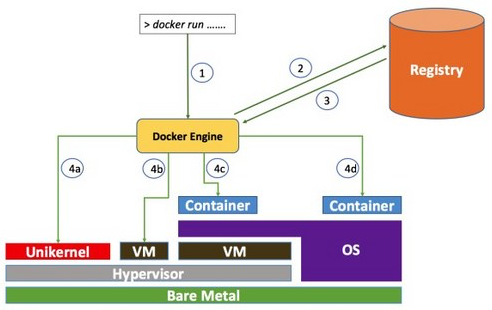 > docker run .......
1
2
3
Registry
Docker Engine
4a
4b
4c
4d
Container
Container
Unikernel
VM
VM
OS
Hypervisor
Bare Metal